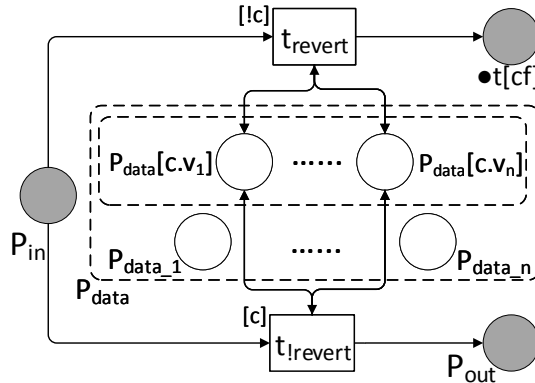 [!c]
t_revert
●t[cf]
P_data[c.v_1] ...... P_data[c.v_n]
P_in
P_data_1 ...... P_data_n
P_data
[c]
t_!revert
P_out